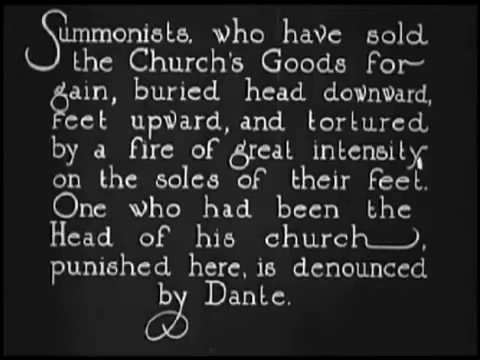 Summonists, who have sold
the Church's Goods for
gain, buried head downward,
feet upward, and tortured
by a fire of great intensity
on the soles of their feet.
One who had been the
Head of his church,
punished here, is denounced
by Dante.